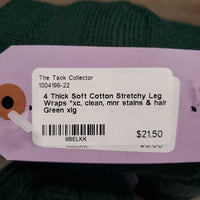 The Tack Collector
1004199-22
4 Thick Soft Cotton Stretchy Leg
Wraps *xc, clean, mnr stains & hair
Green xlg
9BELKK
$21.50